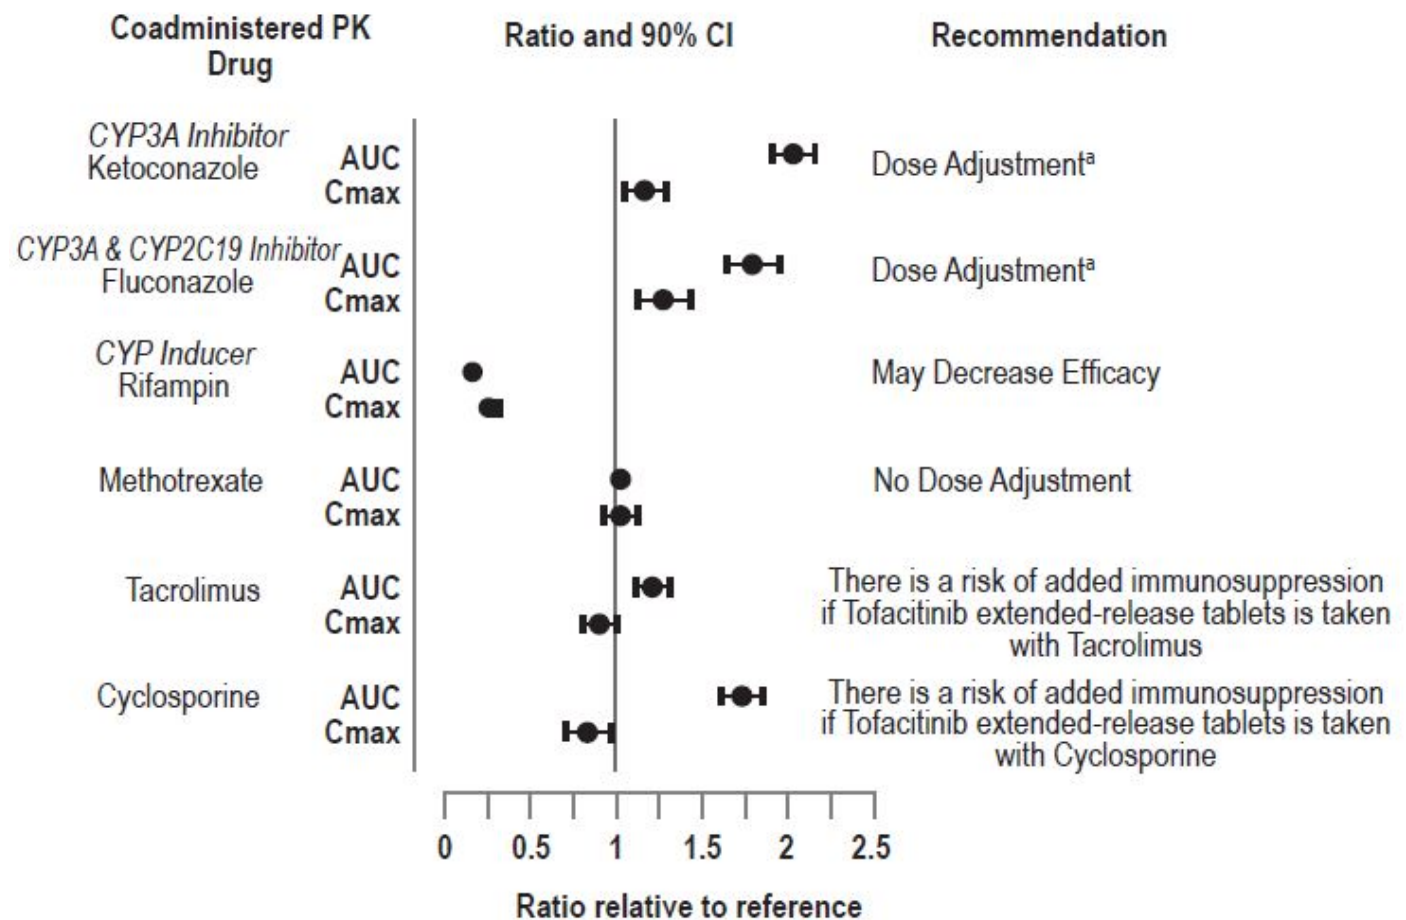 Coadministered PK Drug
Ratio and 90% CI
Recommendation
CYP3A Inhibitor
Ketoconazole
AUC
Cmax
Dose Adjustmentᵃ
CYP3A & CYP2C19 Inhibitor
Fluconazole
AUC
Cmax
Dose Adjustmentᵃ
CYP Inducer
Rifampin
AUC
Cmax
May Decrease Efficacy
Methotrexate
AUC
Cmax
No Dose Adjustment
Tacrolimus
AUC
Cmax
There is a risk of added immunosuppression
if Tofacitinib extended-release tablets is taken
with Tacrolimus
Cyclosporine
AUC
Cmax
There is a risk of added immunosuppression
if Tofacitinib extended-release tablets is taken
with Cyclosporine
0 0.5 1 1.5 2 2.5
Ratio relative to reference